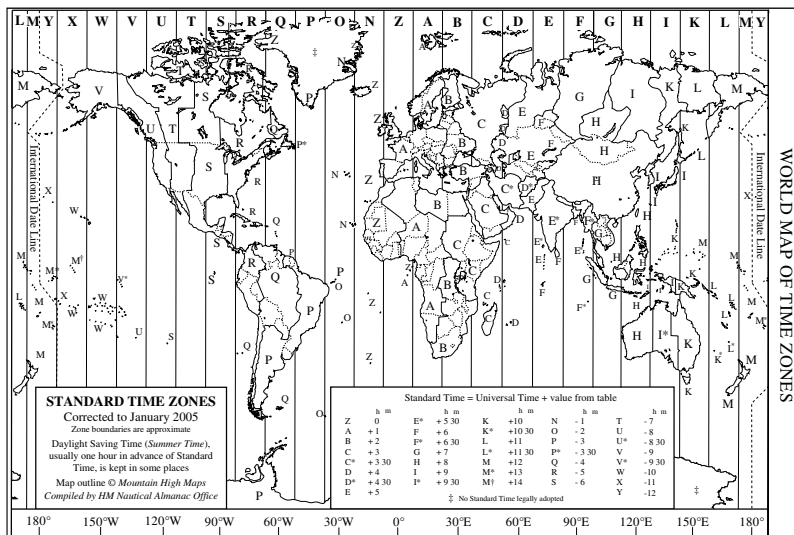 L M Y X W V U T S R Q P O N Z A B C D E F G H I K L M Y
WORLD MAP OF TIME ZONES
International Date Line
International Date Line
M V S Z ‡ N P Z A B C D E F G H I K L M
U T S R Q P* R N Z A B C D E E H H I I K L
X W R Q N Z A B C D C* D* E E* F* G H I K X
M M* M† V* S R Q P O Z A B C D E F G H I K L M
L M X W W U S P O Z A B C D F F* G H I* K L M M*
M Q P Z B D K K* L* M
Q O P M ‡
STANDARD TIME ZONES
Corrected to January 2005
Zone boundaries are approximate
Daylight Saving Time (Summer Time),
usually one hour in advance of Standard
Time, is kept in some places
Map outline © Mountain High Maps
Compiled by HM Nautical Almanac Office
Standard Time = Universal Time + value from table
h m h m h m h m h m
Z 0 E* + 5 30 K +10 N - 1 T - 7
A + 1 F + 6 K* +10 30 O - 2 U - 8
B + 2 F* + 6 30 L +11 P - 3 U* - 8 30
C + 3 G + 7 L* +11 30 P* - 3 30 V - 9
C* + 3 30 H + 8 M +12 Q - 4 V* - 9 30
D + 4 I + 9 M* +13 R - 5 W -10
D* + 4 30 I* + 9 30 M† +14 S - 6 X -11
E + 5 Y -12
‡ No Standard Time legally adopted
180° 150°W 120°W 90°W 60°W 30°W 0° 30°E 60°E 90°E 120°E 150°E 180°